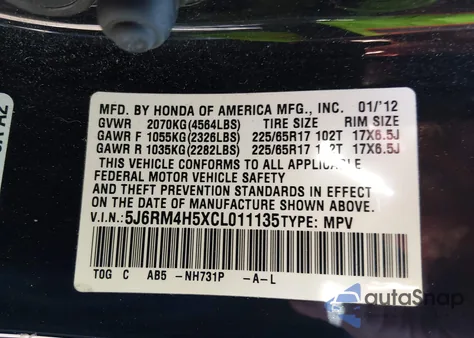 MFD. BY HONDA OF AMERICA MFG., INC. 01/'12
GVWR 2070KG(4564LBS) TIRE SIZE RIM SIZE
GAWR F 1055KG(2326LBS) 225/65R17 102T 17X6.5J
GAWR R 1035KG(2282LBS) 225/65R17 102T 17X6.5J
THIS VEHICLE CONFORMS TO ALL APPLICABLE
FEDERAL MOTOR VEHICLE SAFETY
AND THEFT PREVENTION STANDARDS IN EFFECT
ON THE DATE OF MANUFACTURE SHOWN ABOVE.
V.I.N.:5J6RM4H5XCL011135TYPE: MPV
TOG C AB5 -NH731P -A-L
autoSnap